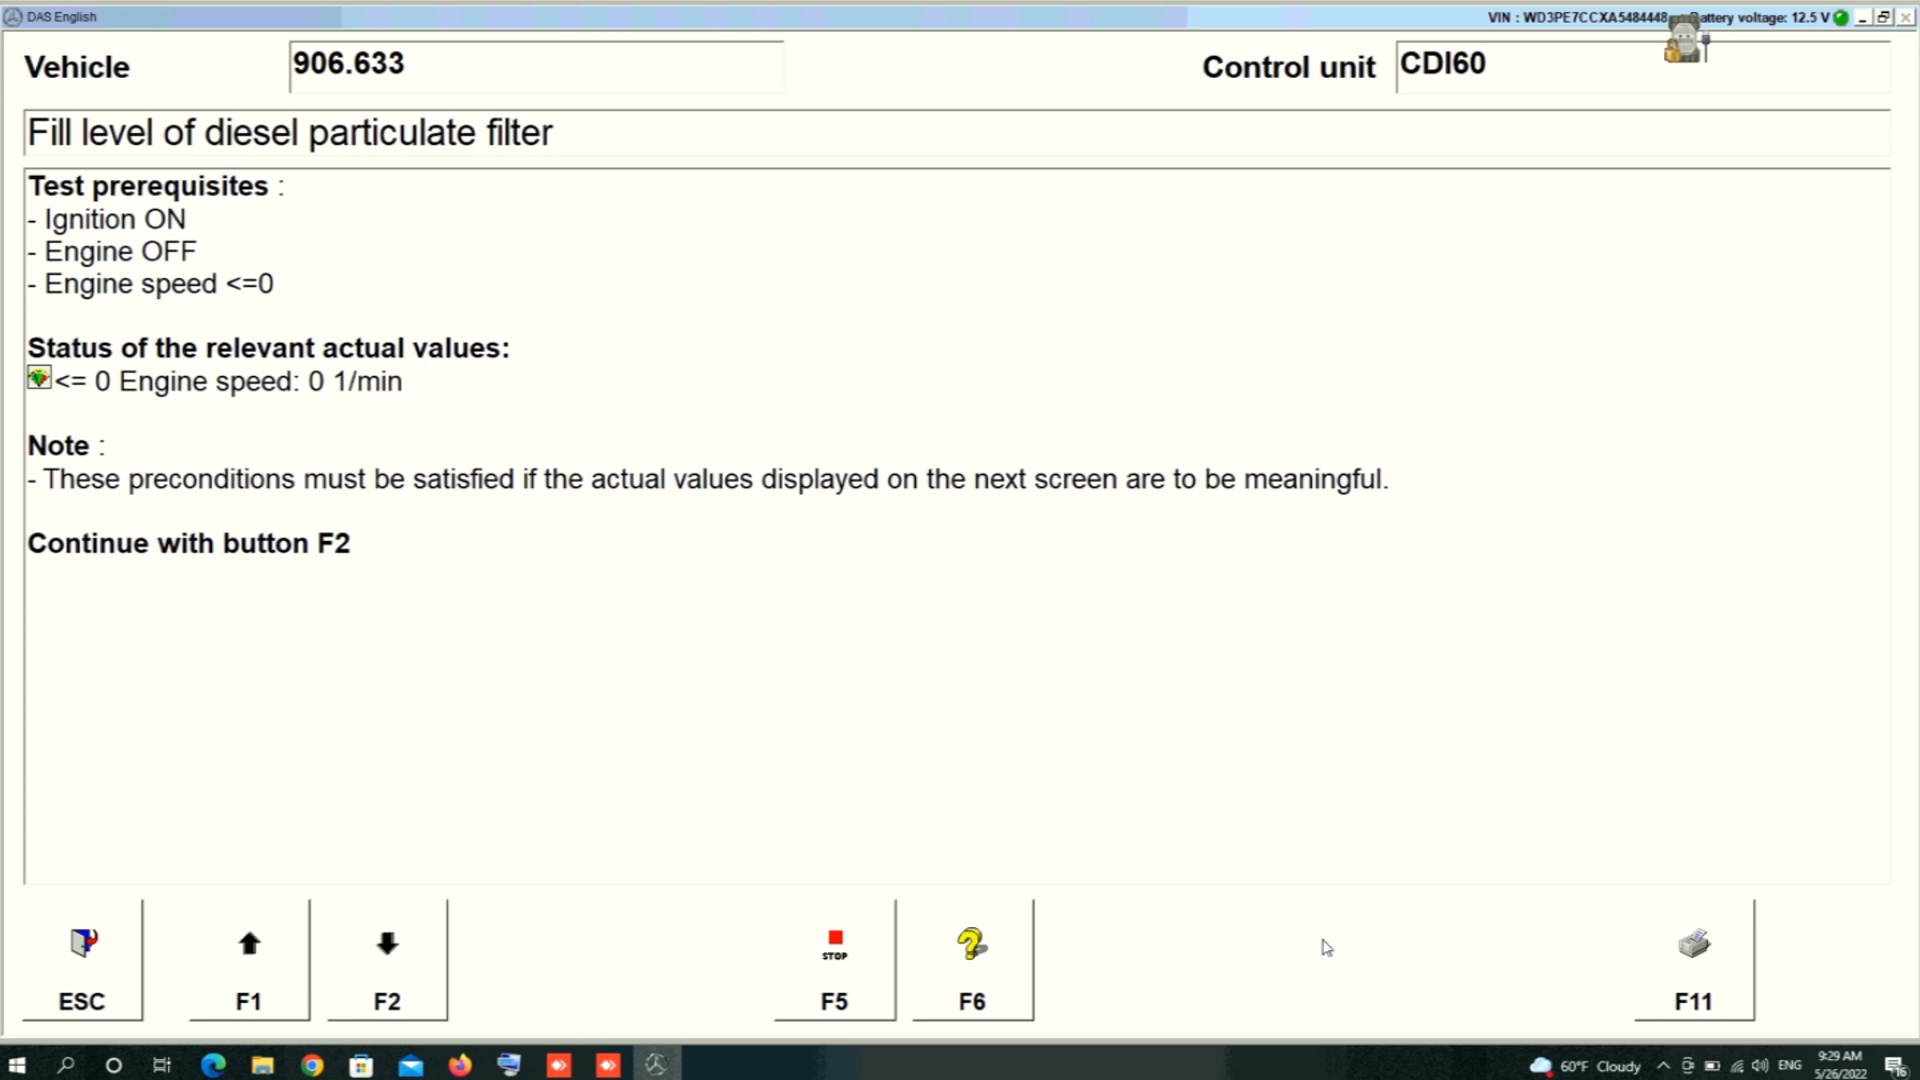 DAS English
VIN : WD3PE7CCXA5484448 Battery voltage: 12.5 V
Vehicle 906.633 Control unit CDI60
Fill level of diesel particulate filter
Test prerequisites :
- Ignition ON
- Engine OFF
- Engine speed <=0
Status of the relevant actual values:
<= 0 Engine speed: 0 1/min
Note :
- These preconditions must be satisfied if the actual values displayed on the next screen are to be meaningful.
Continue with button F2
STOP
ESC F1 F2 F5 F6 F11
60°F Cloudy ENG 9:29 AM
5/26/2022 16